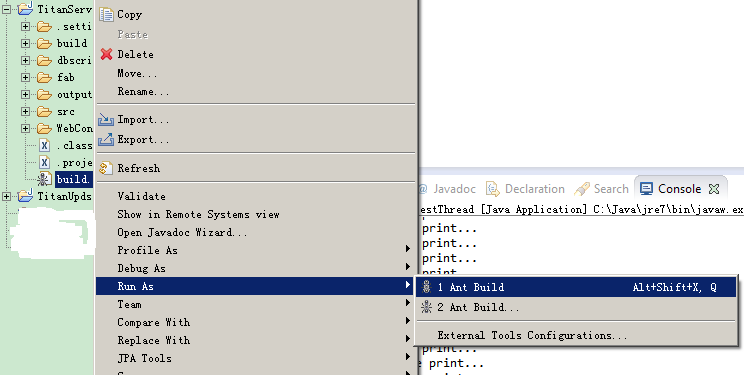 TitanServ
.setti
build
dbscri
fab
output
src
WebCon
.class
.proje
build.
TitanUpds
Copy
Paste
Delete
Move...
Rename...
Import...
Export...
Refresh
Validate
Show in Remote Systems view
Open Javadoc Wizard...
Profile As
Debug As
Run As
Team
Compare With
Replace With
JPA Tools
1 Ant Build Alt+Shift+X, Q
2 Ant Build...
External Tools Configurations...
@ Javadoc Declaration Search Console
estThread [Java Application] C:\Java\jre7\bin\javaw.ex
print...
print...
print...
print
print...
print...